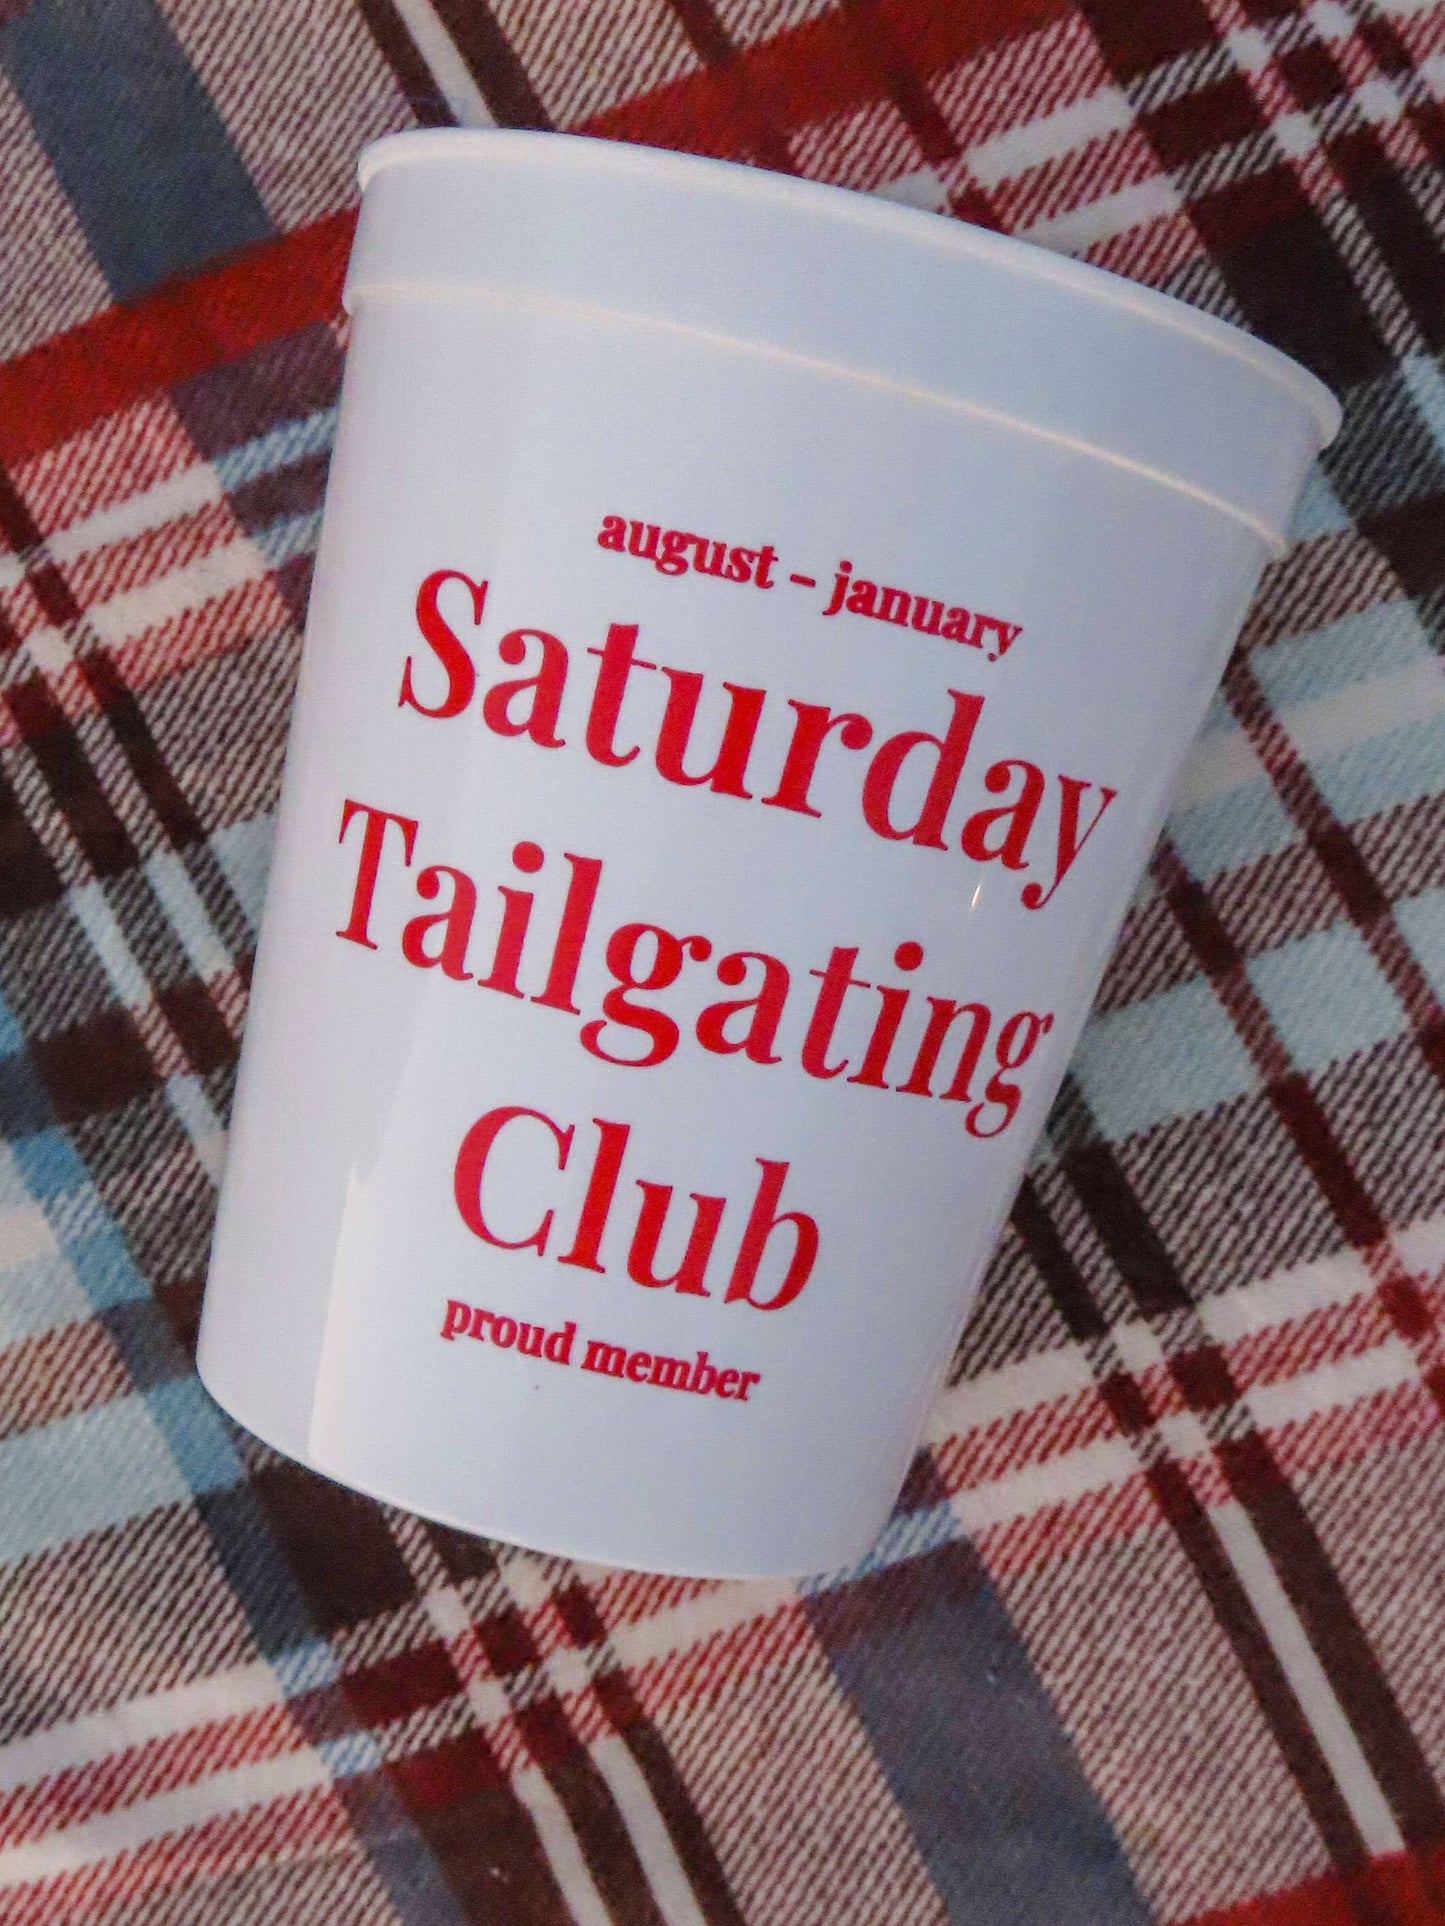 august - january
Saturday
Tailgating
Club
proud member